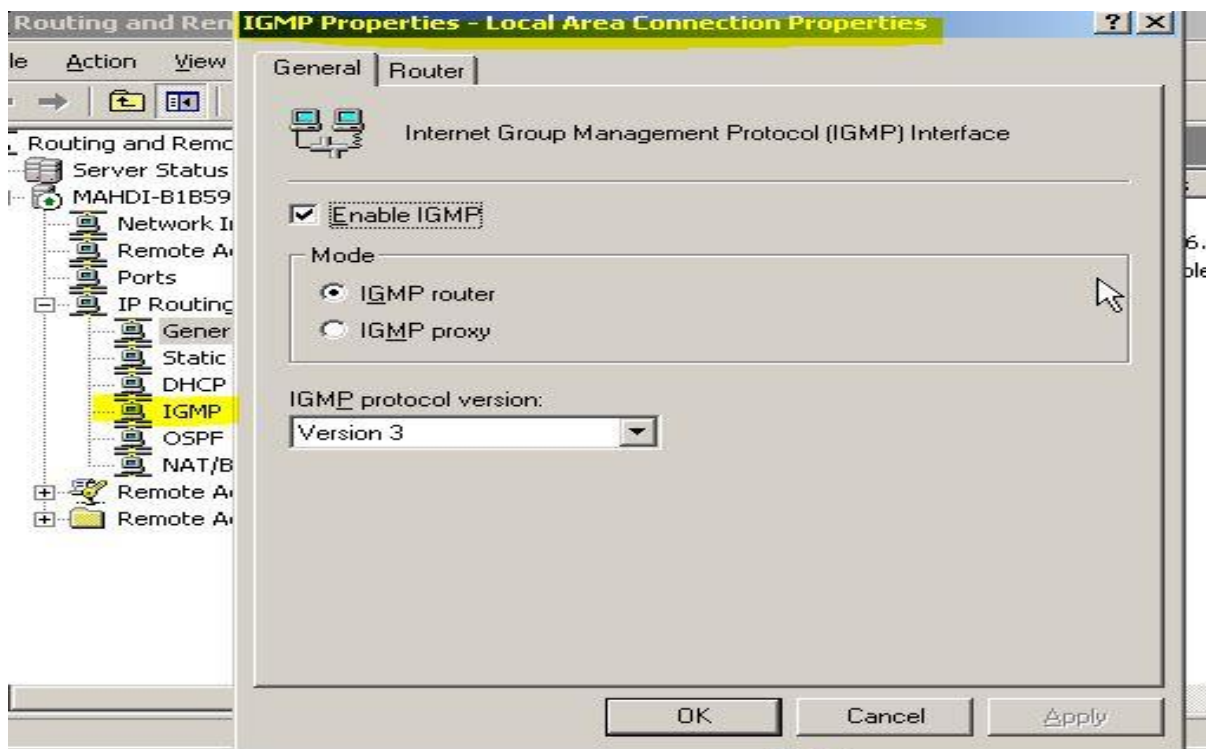 Routing and Ren
IGMP Properties - Local Area Connection Properties
le Action View
General Router
Internet Group Management Protocol (IGMP) Interface
Routing and Remo
Server Status
MAHDI-B1B59
Network I
Remote A
Ports
IP Routing
Gener
Static
DHCP
IGMP
OSPF
NAT/B
Remote A
Remote A
Enable IGMP
Mode
IGMP router
IGMP proxy
IGMP protocol version:
Version 3
OK Cancel Apply
6.
ple